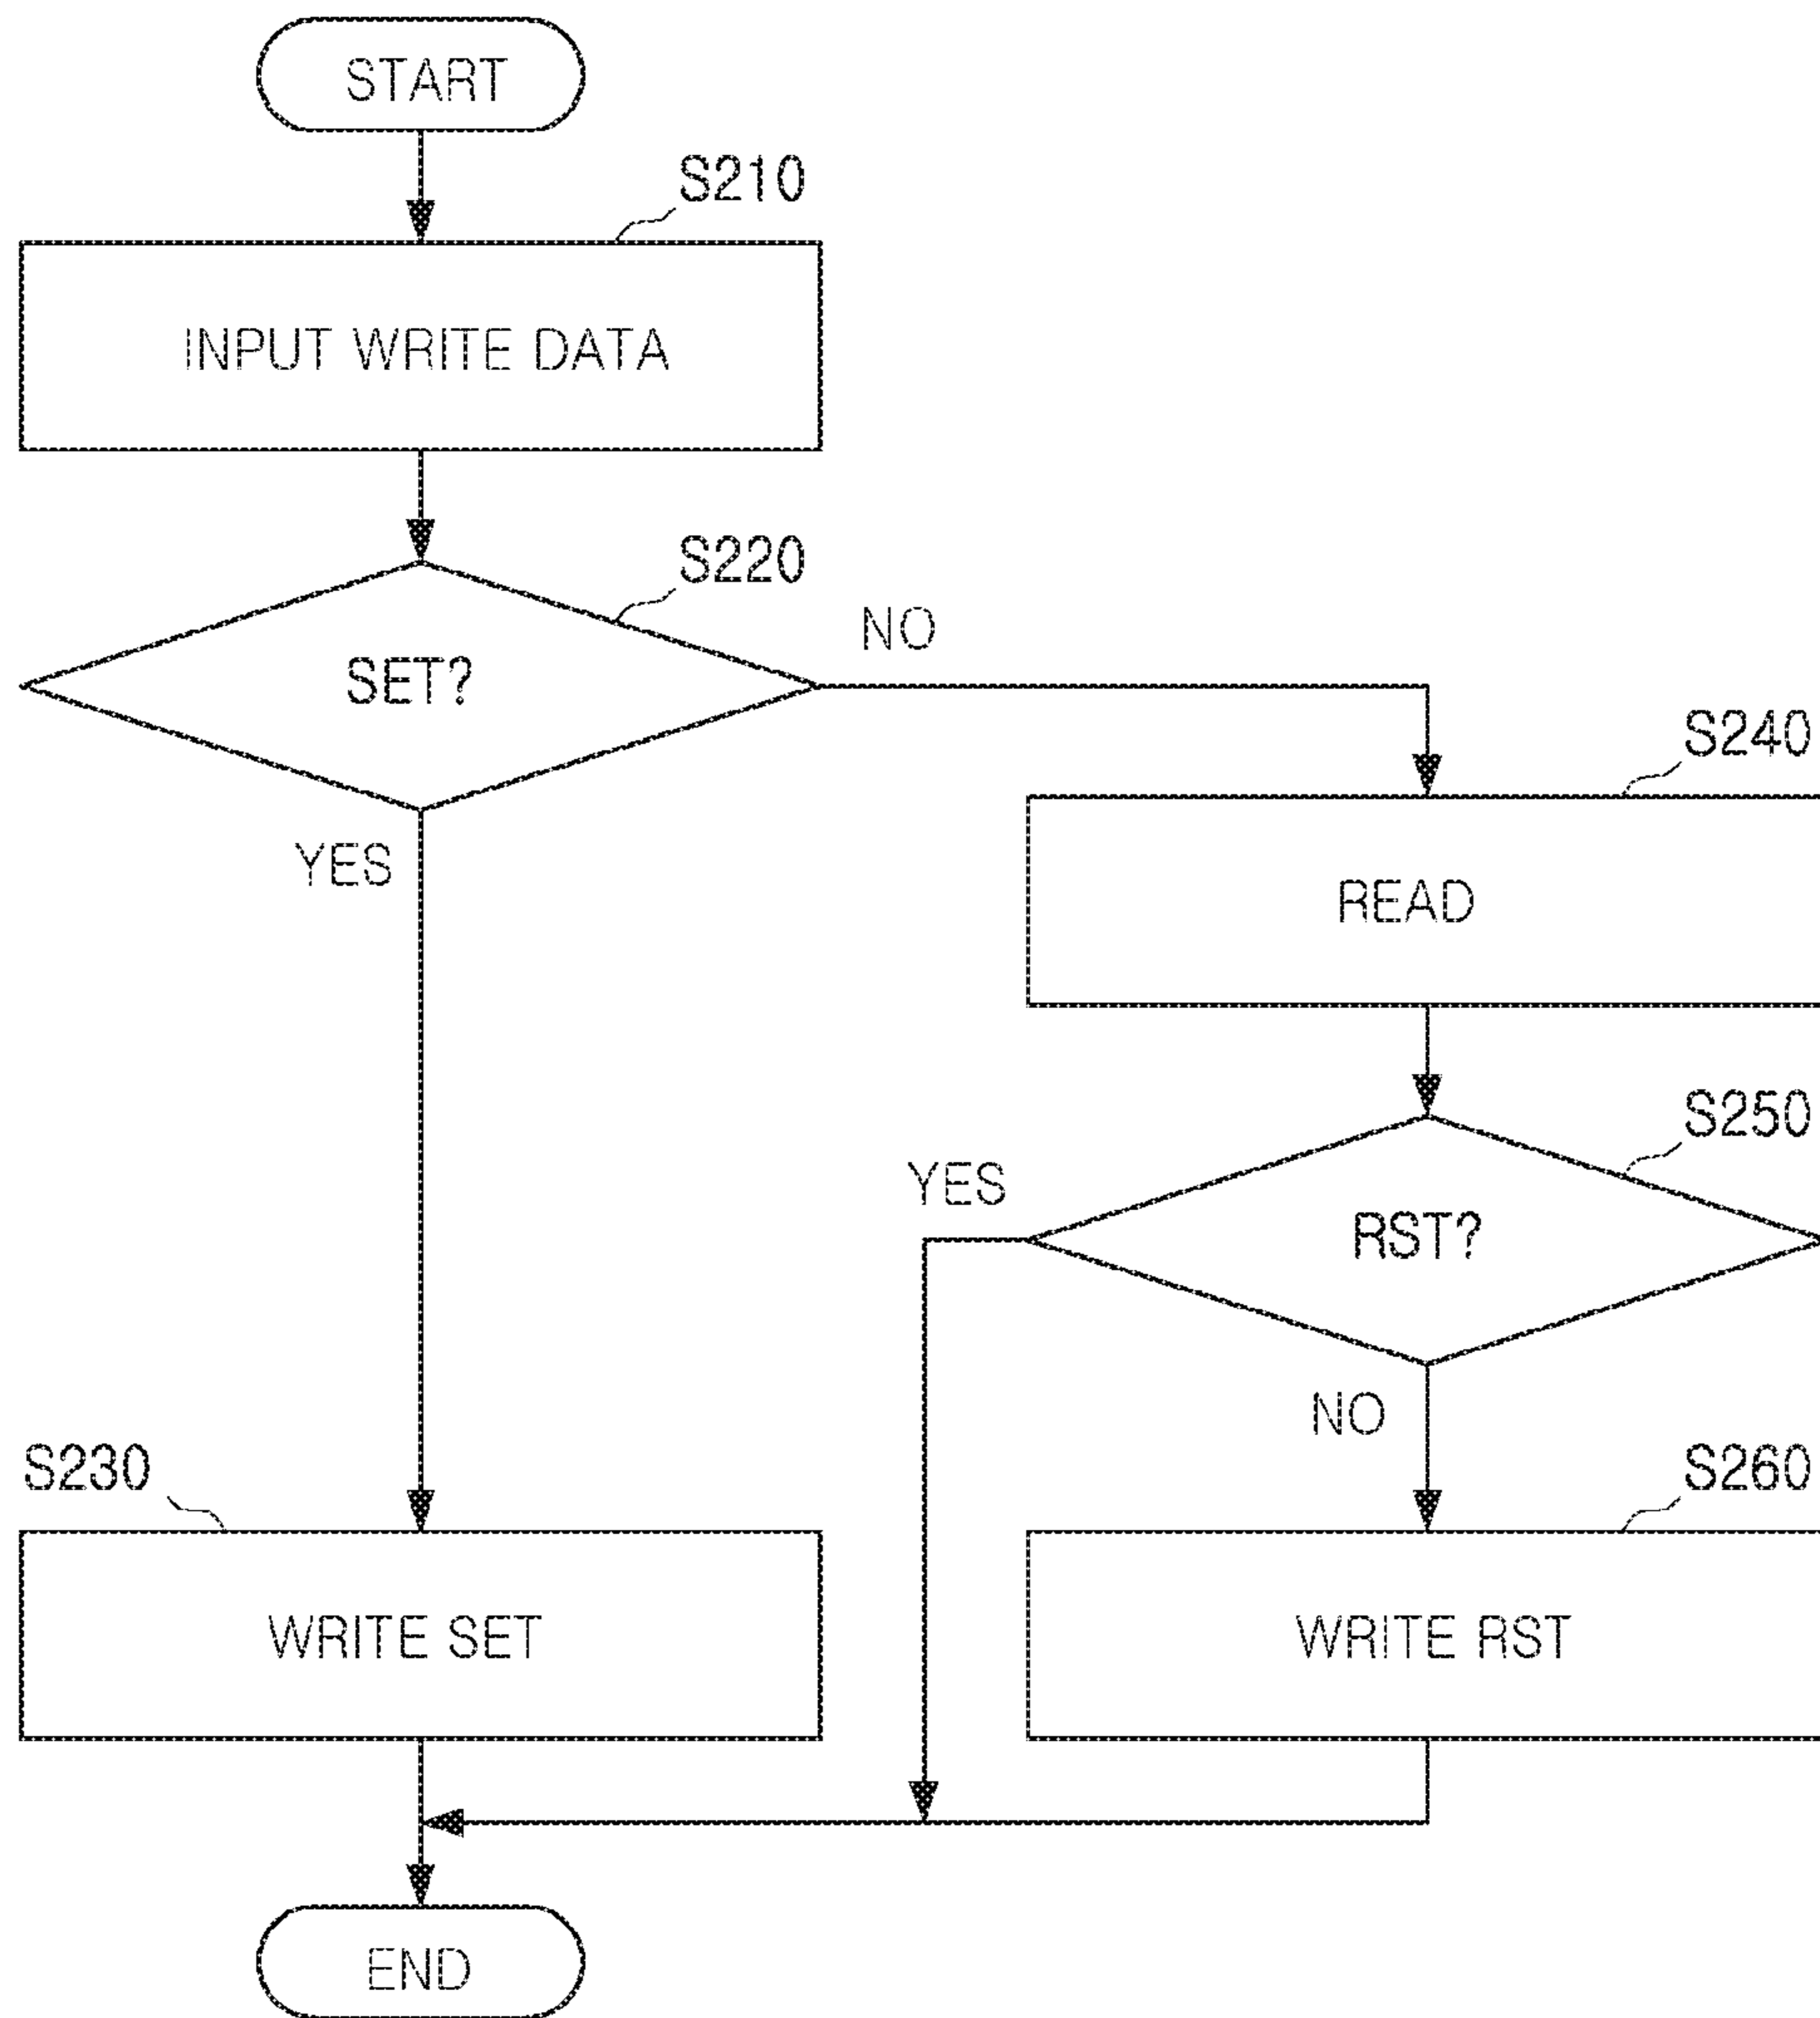 START
S210
INPUT WRITE DATA
S220
SET?
NO
YES
S240
READ
S250
YES
RST?
NO
S230
WRITE SET
S260
WRITE RST
END